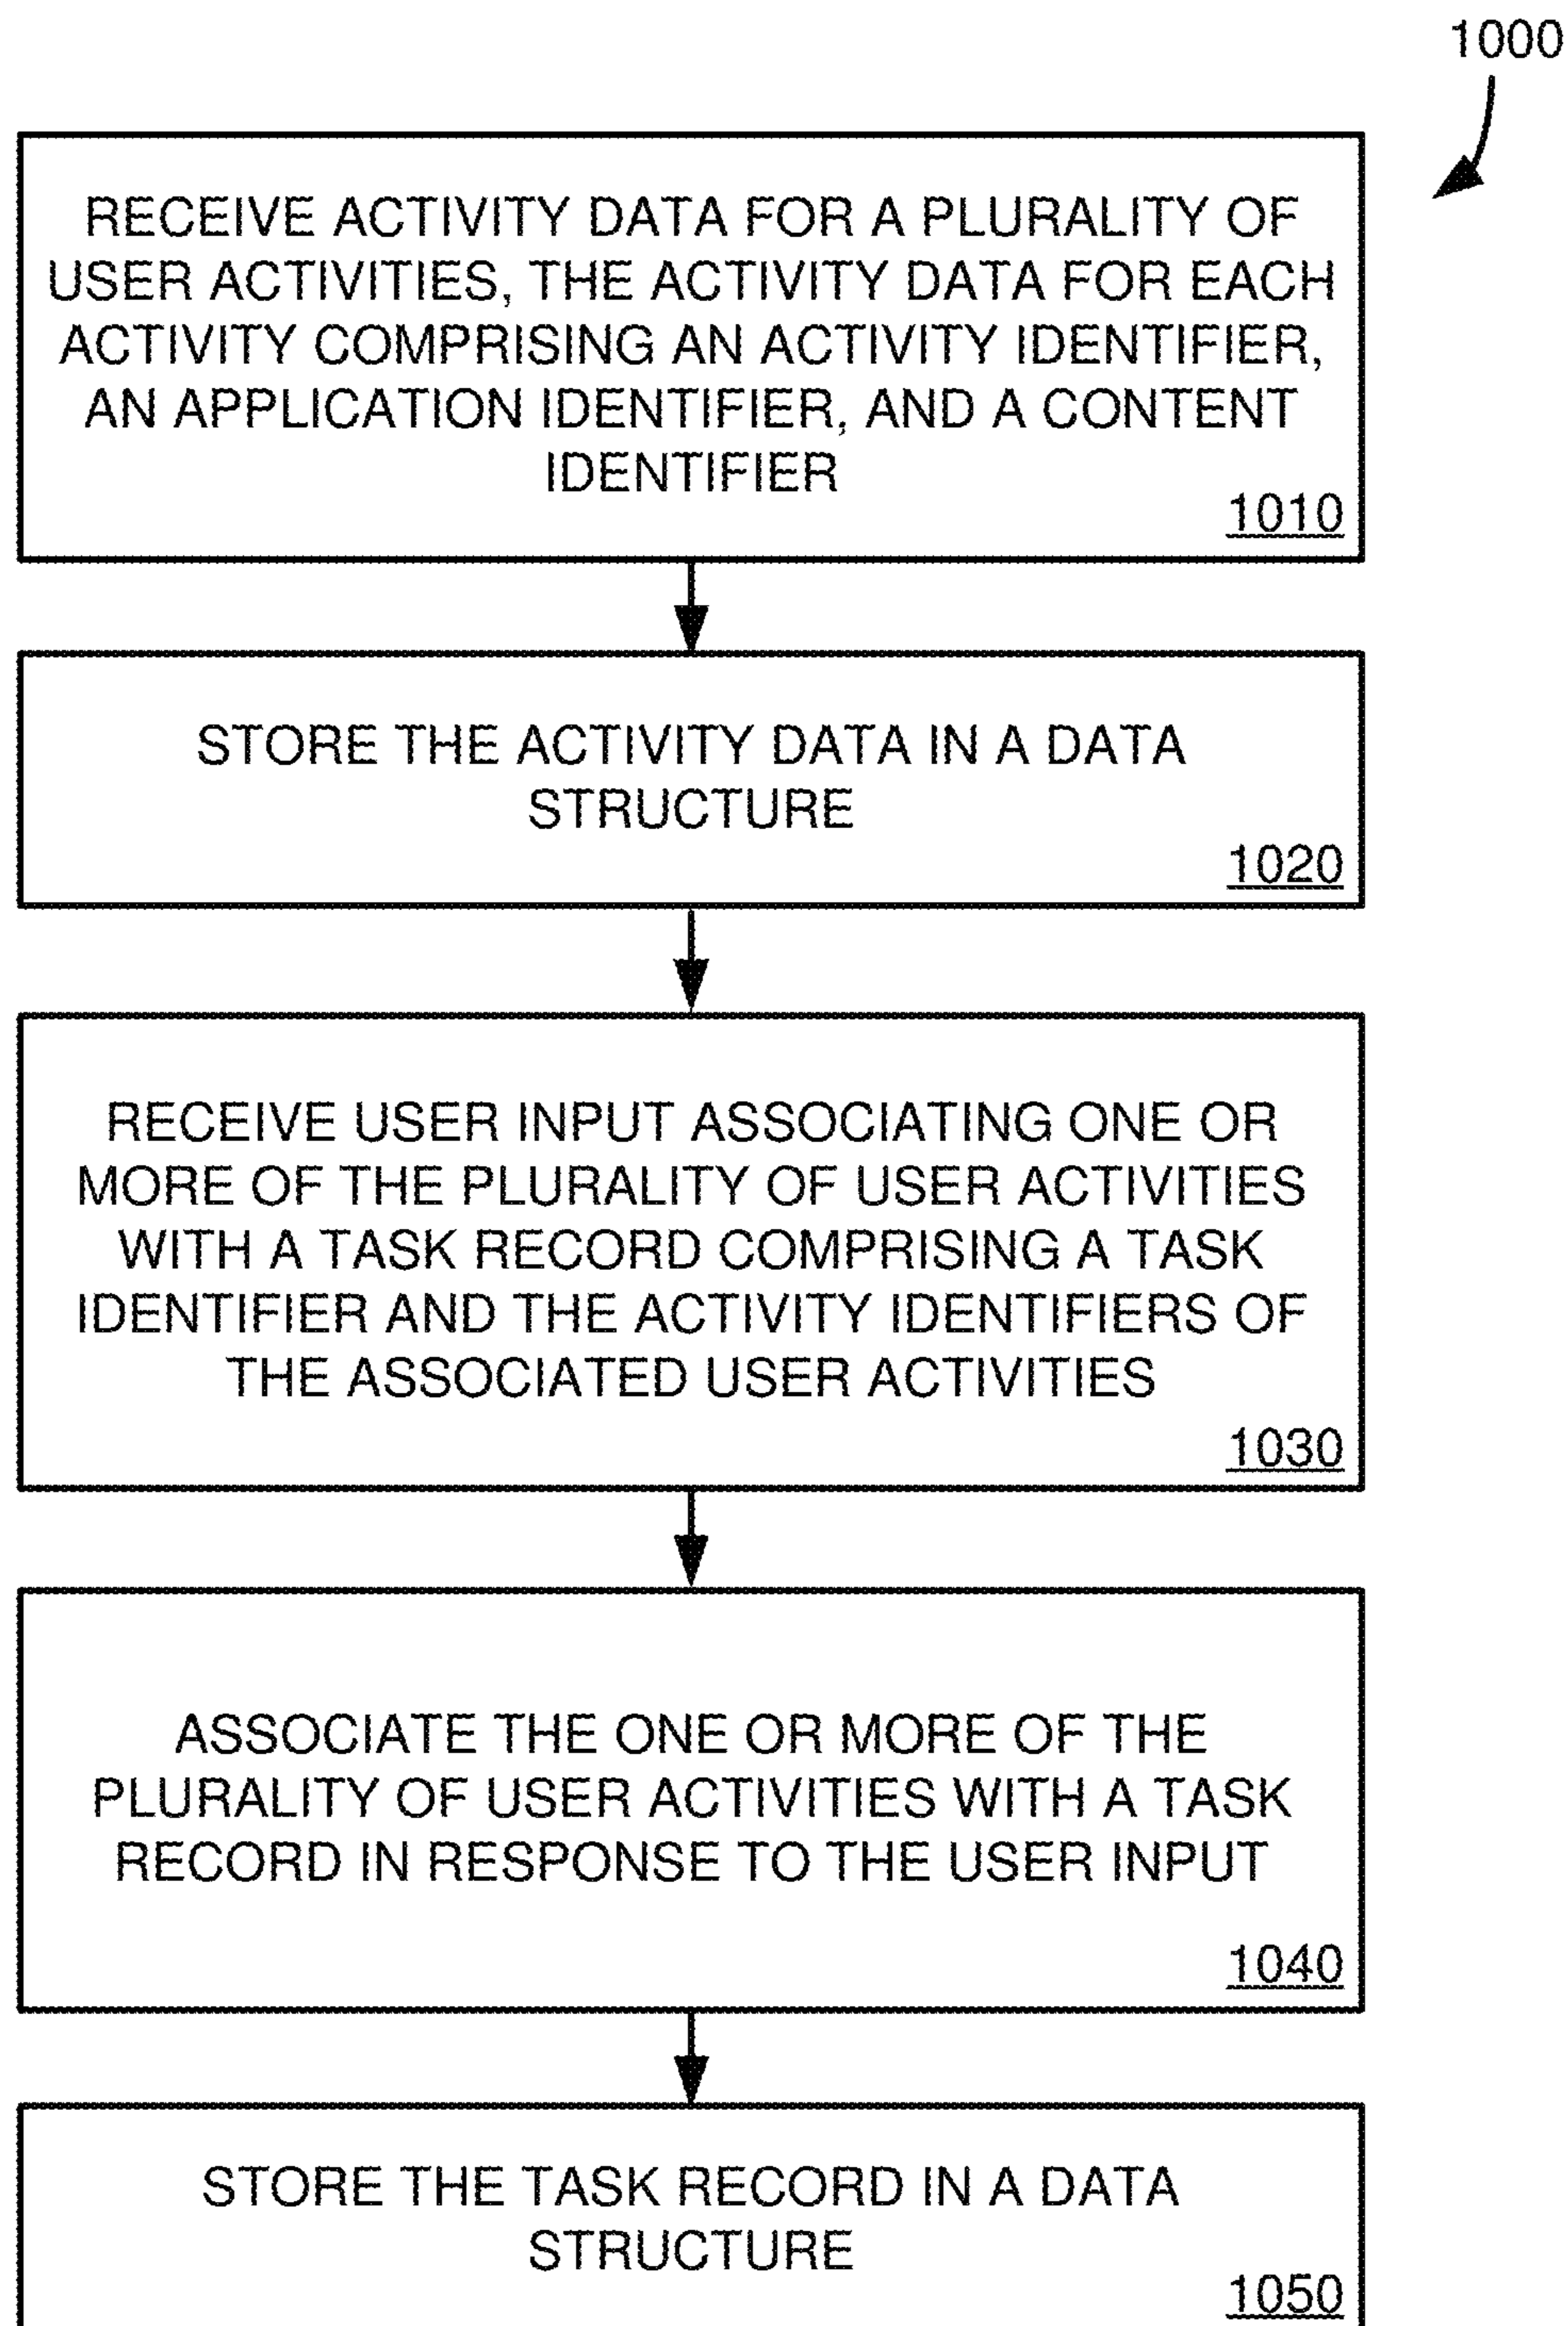 1000
RECEIVE ACTIVITY DATA FOR A PLURALITY OF
USER ACTIVITIES, THE ACTIVITY DATA FOR EACH
ACTIVITY COMPRISING AN ACTIVITY IDENTIFIER,
AN APPLICATION IDENTIFIER, AND A CONTENT
IDENTIFIER
1010
STORE THE ACTIVITY DATA IN A DATA
STRUCTURE
1020
RECEIVE USER INPUT ASSOCIATING ONE OR
MORE OF THE PLURALITY OF USER ACTIVITIES
WITH A TASK RECORD COMPRISING A TASK
IDENTIFIER AND THE ACTIVITY IDENTIFIERS OF
THE ASSOCIATED USER ACTIVITIES
1030
ASSOCIATE THE ONE OR MORE OF THE
PLURALITY OF USER ACTIVITIES WITH A TASK
RECORD IN RESPONSE TO THE USER INPUT
1040
STORE THE TASK RECORD IN A DATA
STRUCTURE
1050